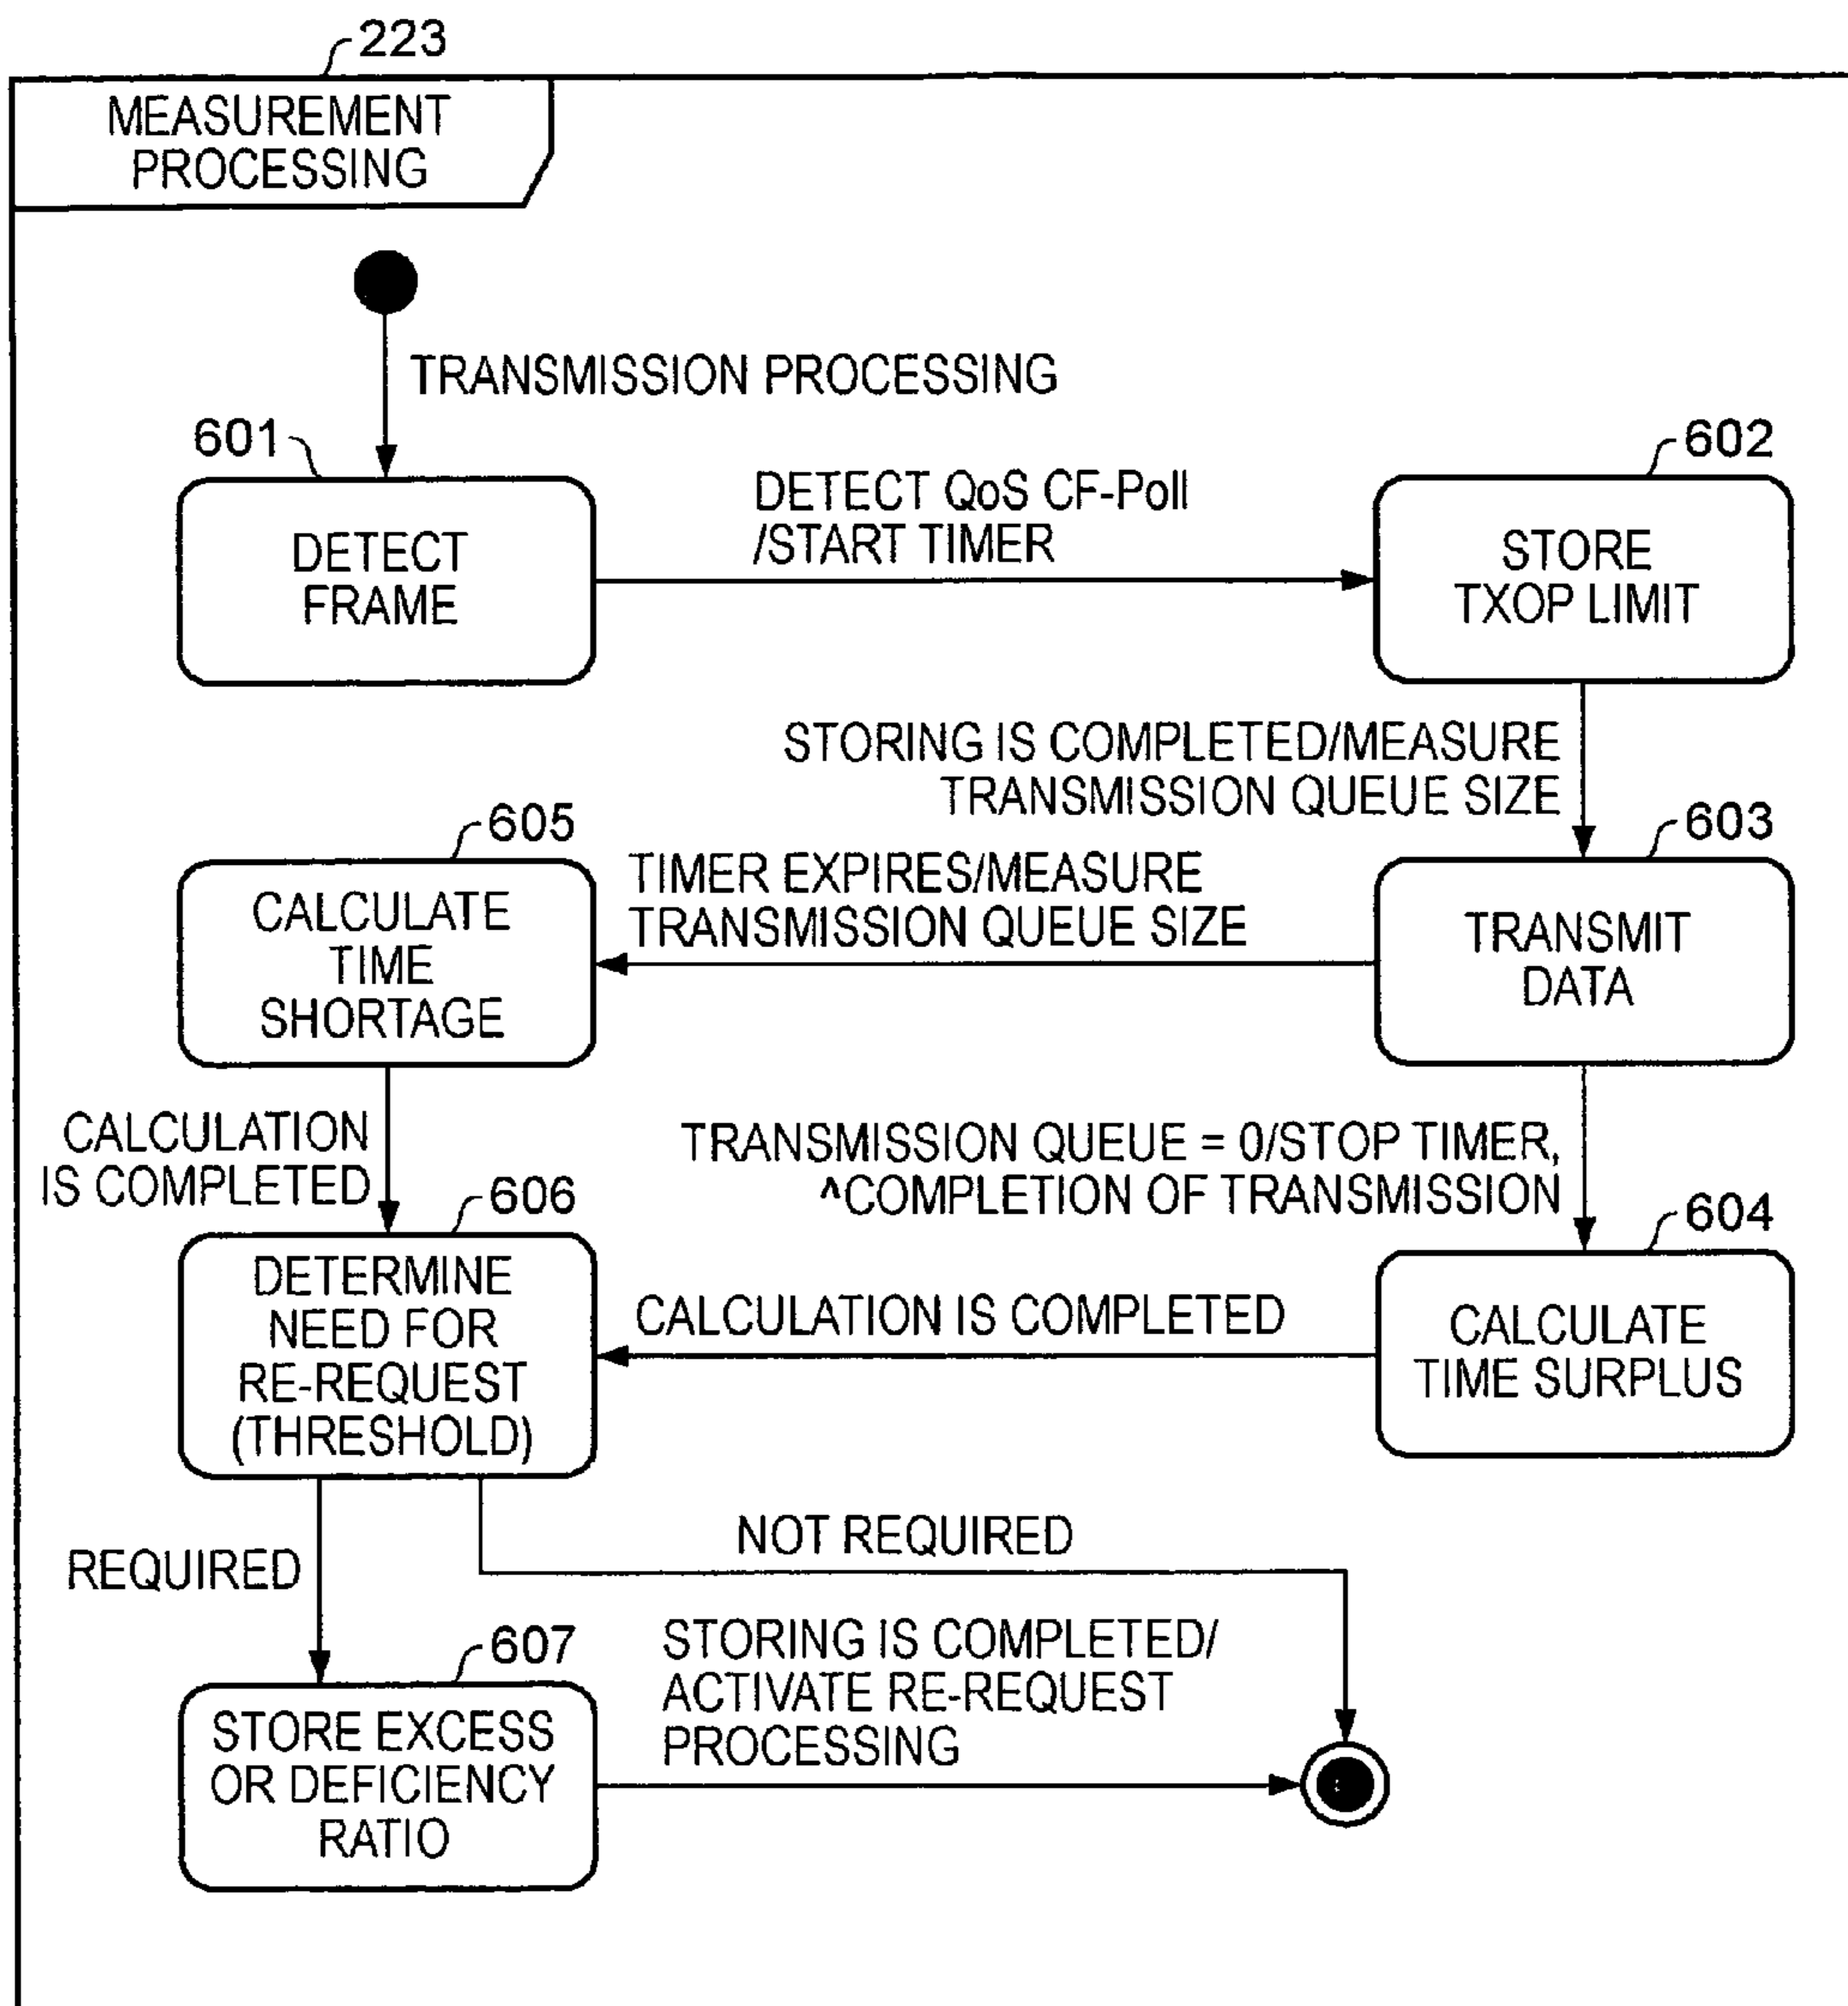 223
MEASUREMENT
PROCESSING
TRANSMISSION PROCESSING
601
DETECT
FRAME
DETECT QoS CF-Poll
/START TIMER
602
STORE
TXOP LIMIT
STORING IS COMPLETED/MEASURE
TRANSMISSION QUEUE SIZE
605
CALCULATE
TIME
SHORTAGE
TIMER EXPIRES/MEASURE
TRANSMISSION QUEUE SIZE
603
TRANSMIT
DATA
CALCULATION
IS COMPLETED
TRANSMISSION QUEUE = 0/STOP TIMER,
^COMPLETION OF TRANSMISSION
606
DETERMINE
NEED FOR
RE-REQUEST
(THRESHOLD)
CALCULATION IS COMPLETED
604
CALCULATE
TIME SURPLUS
REQUIRED
NOT REQUIRED
607
STORE EXCESS
OR DEFICIENCY
RATIO
STORING IS COMPLETED/
ACTIVATE RE-REQUEST
PROCESSING